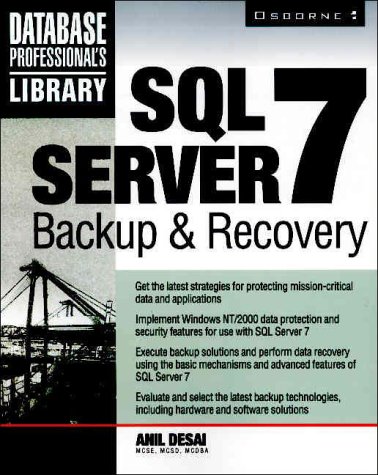 DATABASE
PROFESSIONAL'S
LIBRARY
OSBORNE
SQL
SERVER 7
Backup & Recovery
Get the latest strategies for protecting mission-critical
data and applications
Implement Windows NT/2000 data protection and
security features for use with SQL Server 7
Execute backup solutions and perform data recovery
using the basic mechanisms and advanced features of
SQL Server 7
Evaluate and select the latest backup technologies,
including hardware and software solutions
ANIL DESAI
MCSE, MCSD, MCDBA